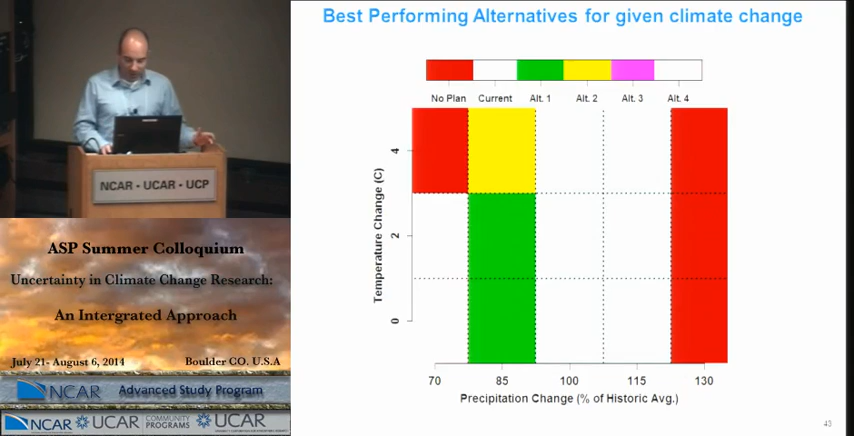 Best Performing Alternatives for given climate change
No Plan Current Alt. 1 Alt. 2 Alt. 3 Alt. 4
Temperature Change (C)
4
2
0
70 85 100 115 130
Precipitation Change (% of Historic Avg.)
43
NCAR - UCAR - UCP
ASP Summer Colloquium
Uncertainty in Climate Change Research:
An Intergrated Approach
July 21- August 6, 2014 Boulder CO. U.S.A
NCAR Advanced Study Program
NCAR UCAR COMMUNITY PROGRAMS UCAR